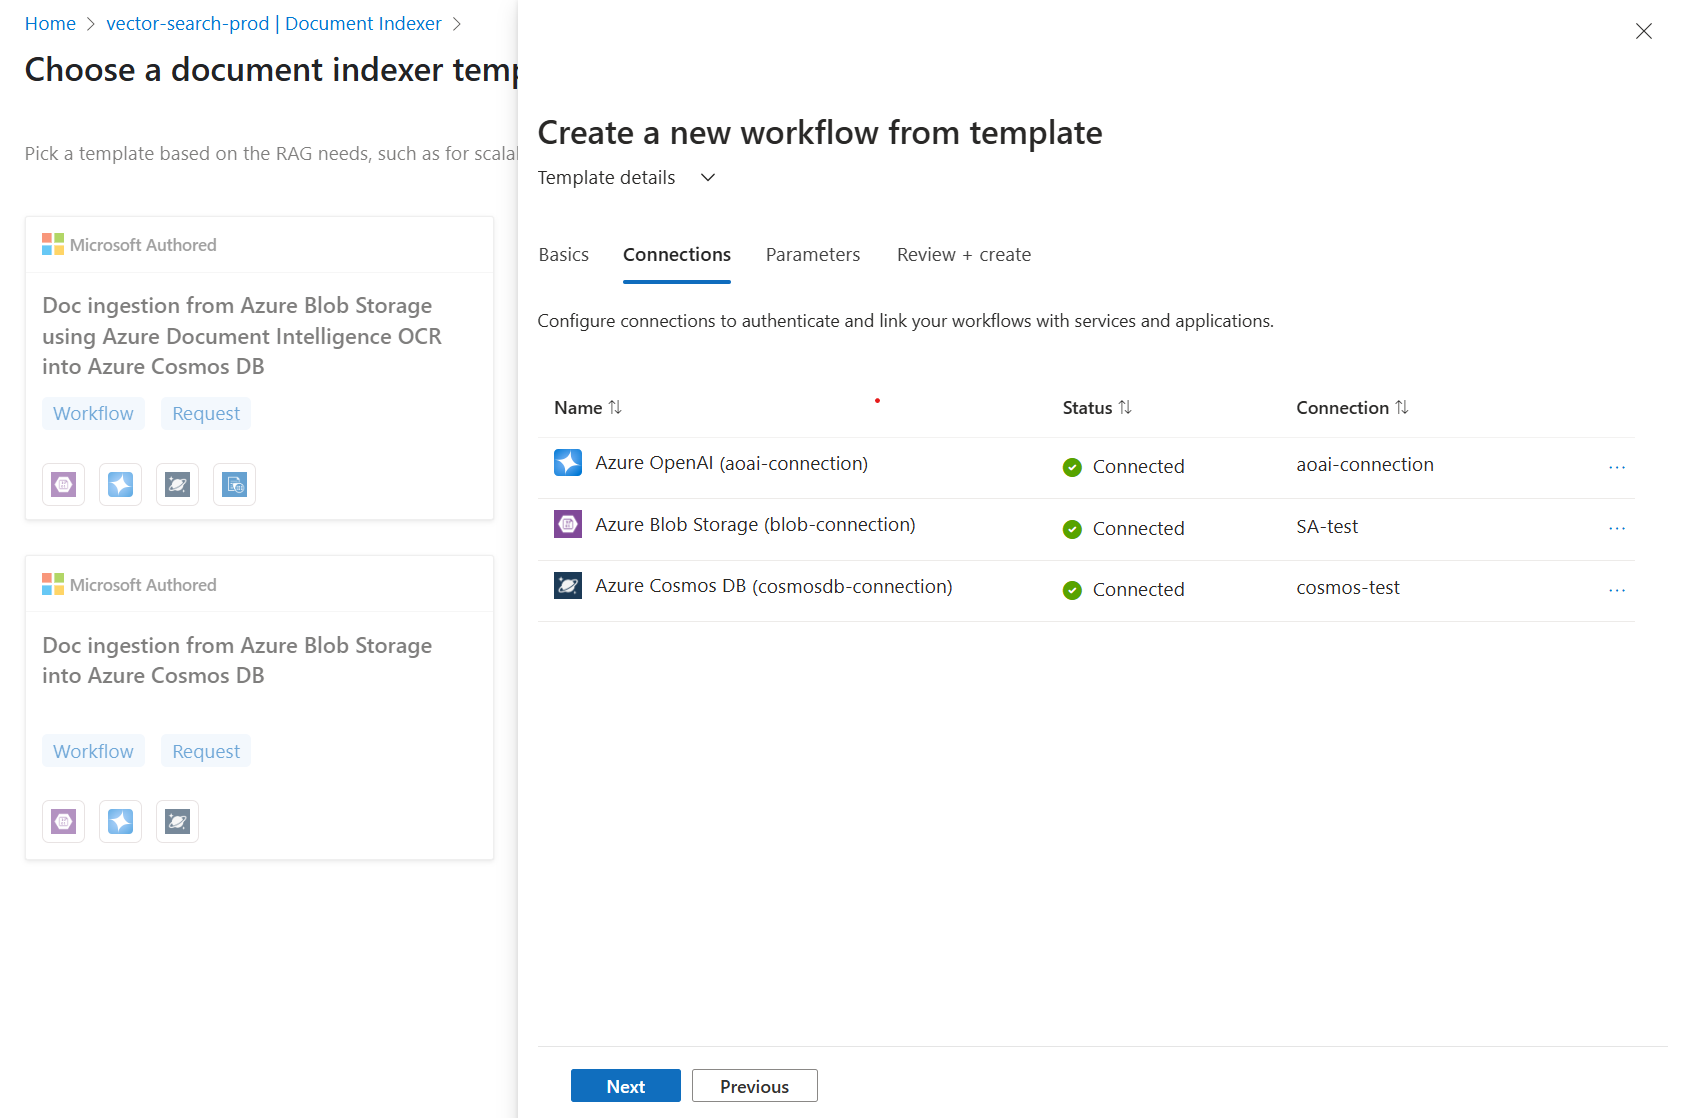 Home > vector-search-prod | Document Indexer >
Choose a document indexer temp
Pick a template based on the RAG needs, such as for scalal
Microsoft Authored
Doc ingestion from Azure Blob Storage
using Azure Document Intelligence OCR
into Azure Cosmos DB
Workflow Request
Microsoft Authored
Doc ingestion from Azure Blob Storage
into Azure Cosmos DB
Workflow Request
Create a new workflow from template
Template details
Basics Connections Parameters Review + create
Configure connections to authenticate and link your workflows with services and applications.
Name Status Connection
Azure OpenAI (aoai-connection) Connected aoai-connection ...
Azure Blob Storage (blob-connection) Connected SA-test ...
Azure Cosmos DB (cosmosdb-connection) Connected cosmos-test ...
Next Previous